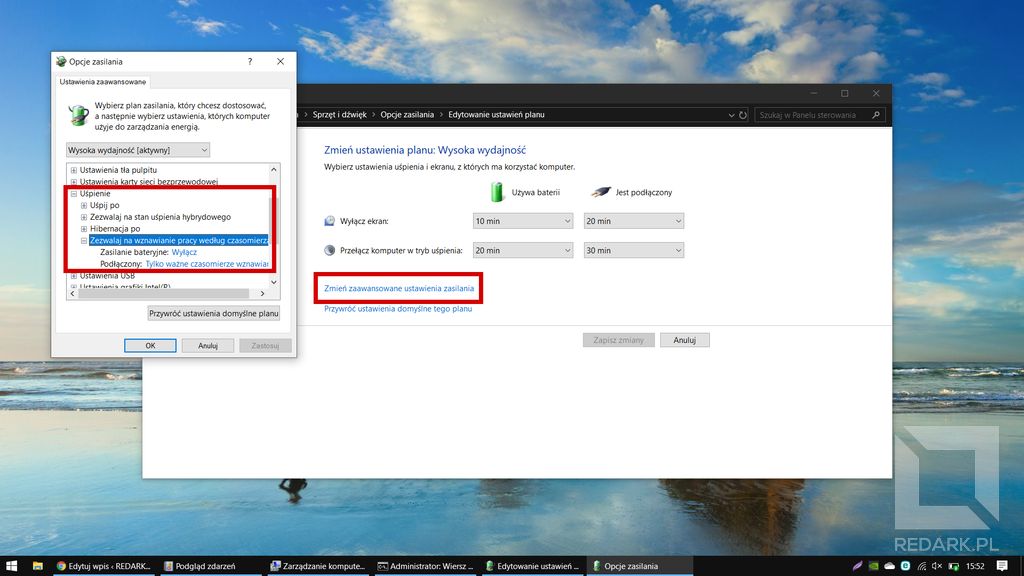 Opcje zasilania
?
Ustawienia zaawansowane
Wybierz plan zasilania, który chcesz dostosować,
a następnie wybierz ustawienia, których komputer
użyje do zarządzania energią.
Wysoka wydajność [aktywny]
Ustawienia tła pulpitu
Ustawienia karty sieci bezprzewodowej
Uśpienie
Uśpij po
Zezwalaj na stan uśpienia hybrydowego
Hibernacja po
Zezwalaj na wznawianie pracy według czasomierza
Zasilanie bateryjne: Wyłącz
Podłączony: Tylko ważne czasomierze wznawian
Ustawienia USB
Ustawienia grafiki Intel(R)
Przywróć ustawienia domyślne planu
OK
Anuluj
Zastosuj
Sprzęt i dźwięk
Opcje zasilania
Edytowanie ustawień planu
Szukaj w Panelu sterowania
Zmień ustawienia planu: Wysoka wydajność
Wybierz ustawienia uśpienia i ekranu, z których ma korzystać komputer.
Używa baterii
Jest podłączony
Wyłącz ekran:
10 min
20 min
Przełącz komputer w tryb uśpienia:
20 min
30 min
Zmień zaawansowane ustawienia zasilania
Przywróć ustawienia domyślne tego planu
Zapisz zmiany
Anuluj
REDARK.PL
Edytuj wpis ‹ REDARK...
Podgląd zdarzeń
Zarządzanie kompute...
Administrator: Wiersz ...
Edytowanie ustawień ...
Opcje zasilania
15:52